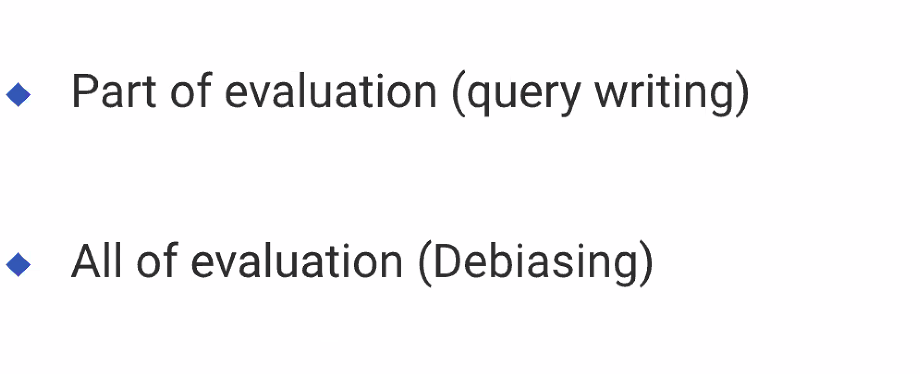 Part of evaluation (query writing)
All of evaluation (Debiasing)